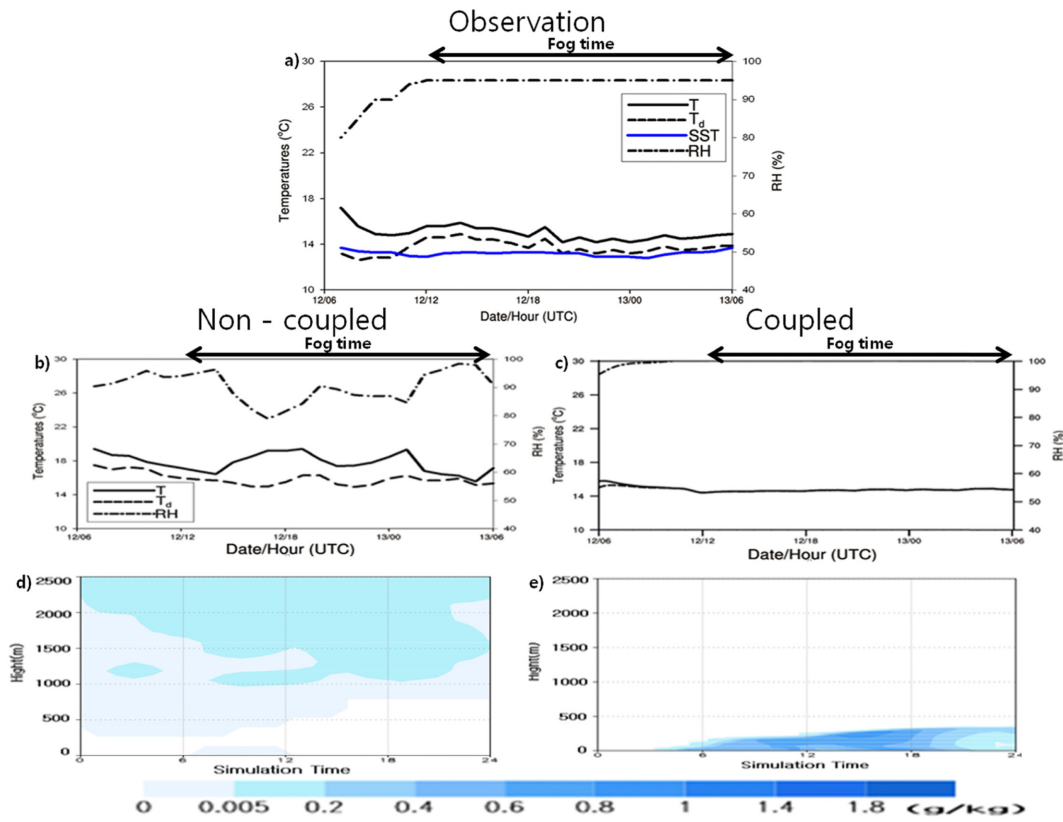 Observation
Fog time
a)
30
26
22
18
14
10
100
90
80
70
60
50
40
Temperatures (°C)
RH (%)
T
Td
SST
RH
12/06
12/12
12/18
13/00
13/06
Date/Hour (UTC)
Non - coupled
Fog time
b)
30
26
22
18
14
10
100
90
80
70
60
50
40
Temperatures (°C)
RH (%)
T
Td
RH
12/06
12/12
12/18
13/00
13/06
Date/Hour (UTC)
Coupled
Fog time
c)
30
26
22
18
14
10
100
90
80
70
60
50
40
Temperatures (°C)
RH (%)
12/06
12/12
12/18
13/00
13/06
Date/Hour (UTC)
d)
2500
2000
1500
1000
500
0
Hight(m)
0
6
12
18
24
Simulation Time
e)
2500
2000
1500
1000
500
0
Hight(m)
0
6
12
18
24
Simulation Time
0 0.005 0.2 0.4 0.6 0.8 1 1.4 1.8 (g/kg)